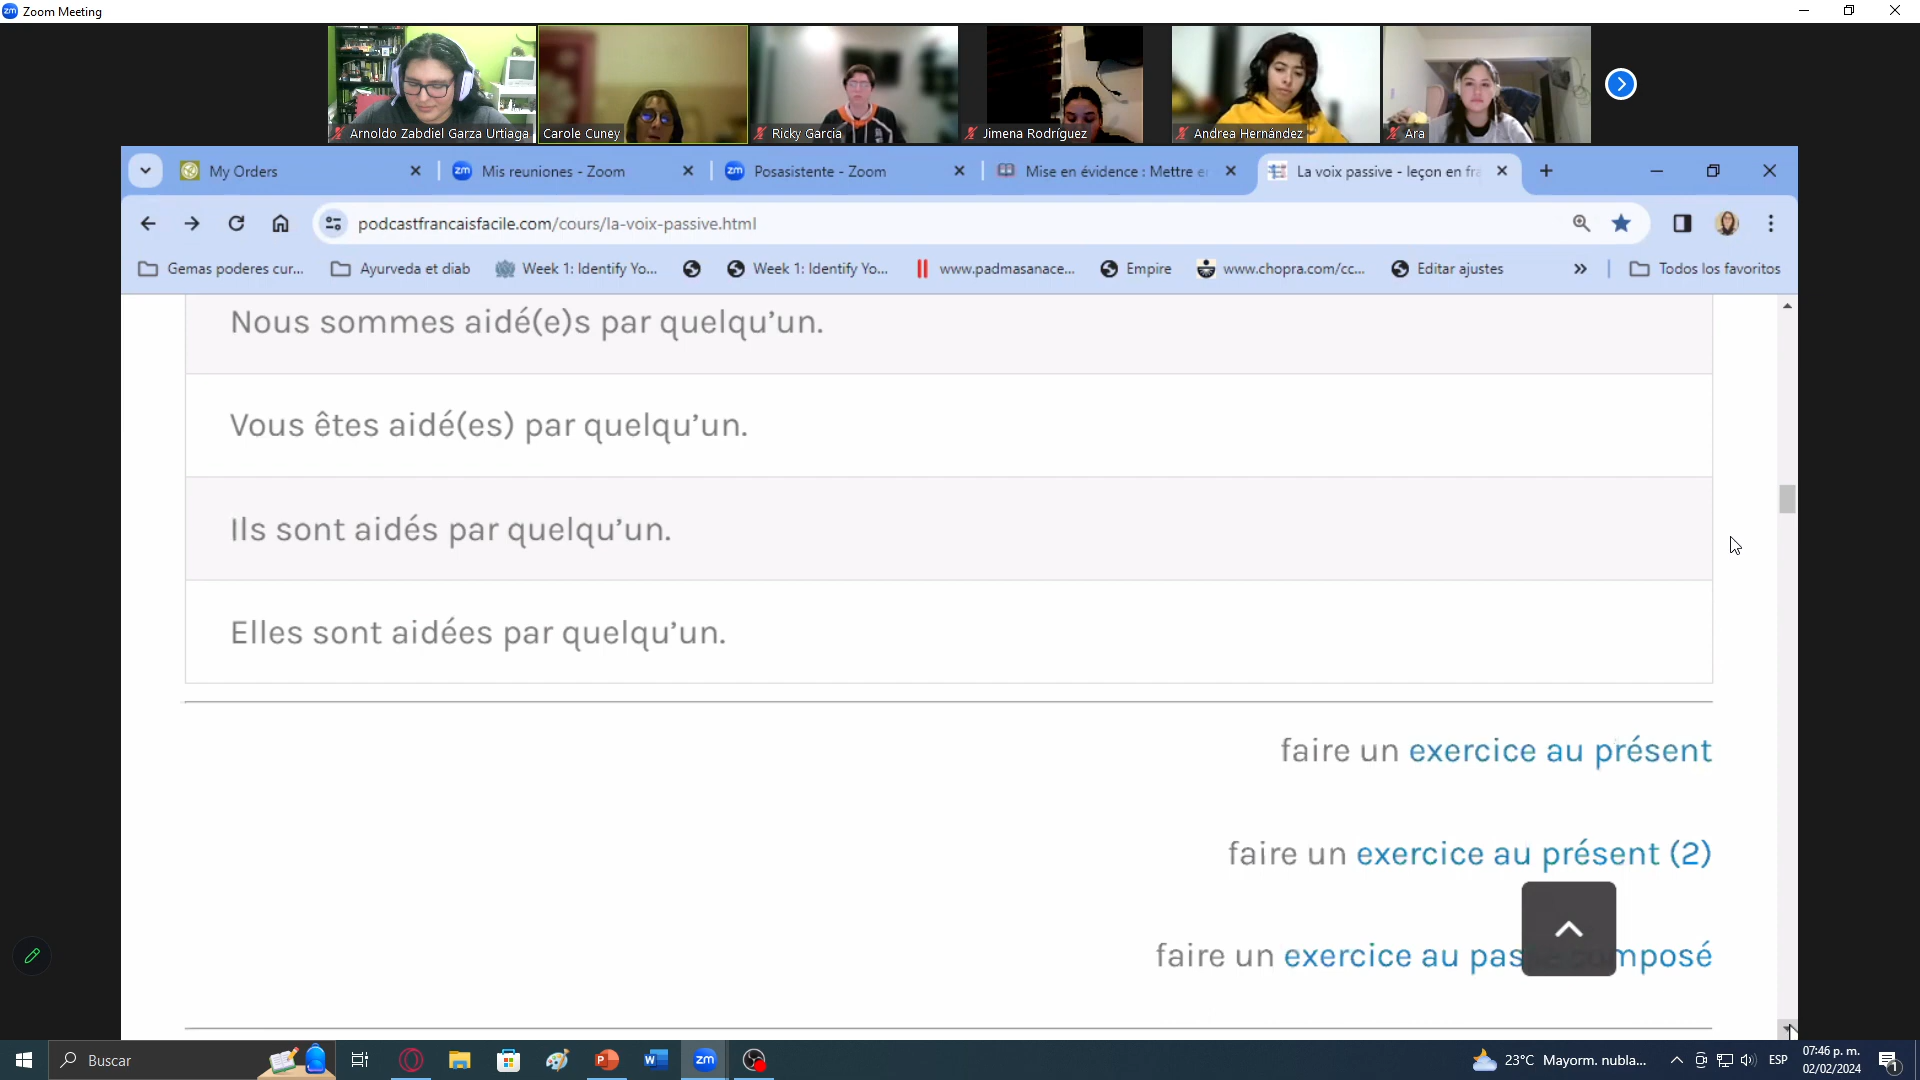 Zoom Meeting
Arnoldo Zabdiel Garza Urtiaga
Carole Cuney
Ricky Garcia
Jimena Rodríguez
Andrea Hernández
Ara
My Orders
Mis reuniones - Zoom
Posasistente - Zoom
Mise en évidence : Mettre e
La voix passive - leçon en fra
podcastfrancaisfacile.com/cours/la-voix-passive.html
Gemas poderes cur...
Ayurveda et diab
Week 1: Identify Yo...
Week 1: Identify Yo...
www.padmasanace...
Empire
www.chopra.com/cc...
Editar ajustes
»
Todos los favoritos
Nous sommes aidé(e)s par quelqu’un.
Vous êtes aidé(es) par quelqu’un.
Ils sont aidés par quelqu’un.
Elles sont aidées par quelqu’un.
faire un exercice au présent
faire un exercice au présent (2)
faire un exercice au pas mposé
Buscar
23°C Mayorm. nubla...
ESP
07:46 p. m.
02/02/2024
1